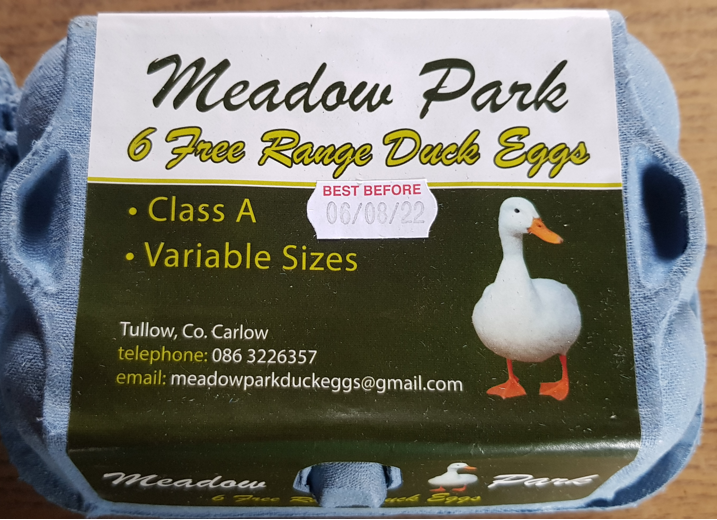 Meadow Park
6 Free Range Duck Eggs
BEST BEFORE
06/08/22
• Class A
• Variable Sizes
Tullow, Co. Carlow
telephone: 086 3226357
email: meadowparkduckeggs@gmail.com
Meadow Park
6 Free Duck Eggs